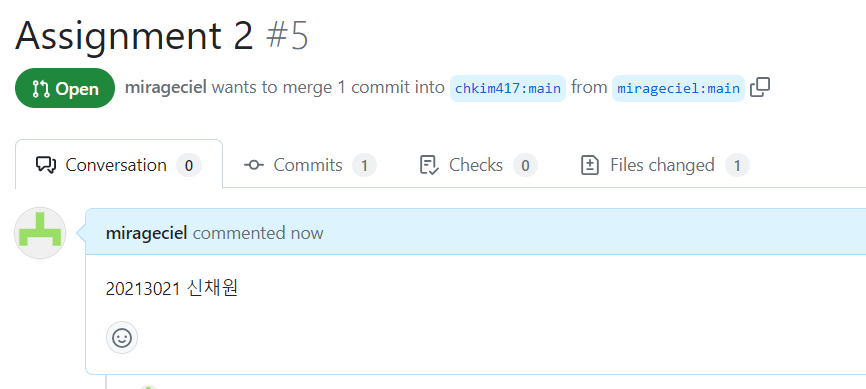 Assignment 2 #5
Open mirageciel wants to merge 1 commit into chkim417:main from mirageciel:main
Conversation 0 Commits 1 Checks 0 Files changed 1
mirageciel commented now
20213021 신채원